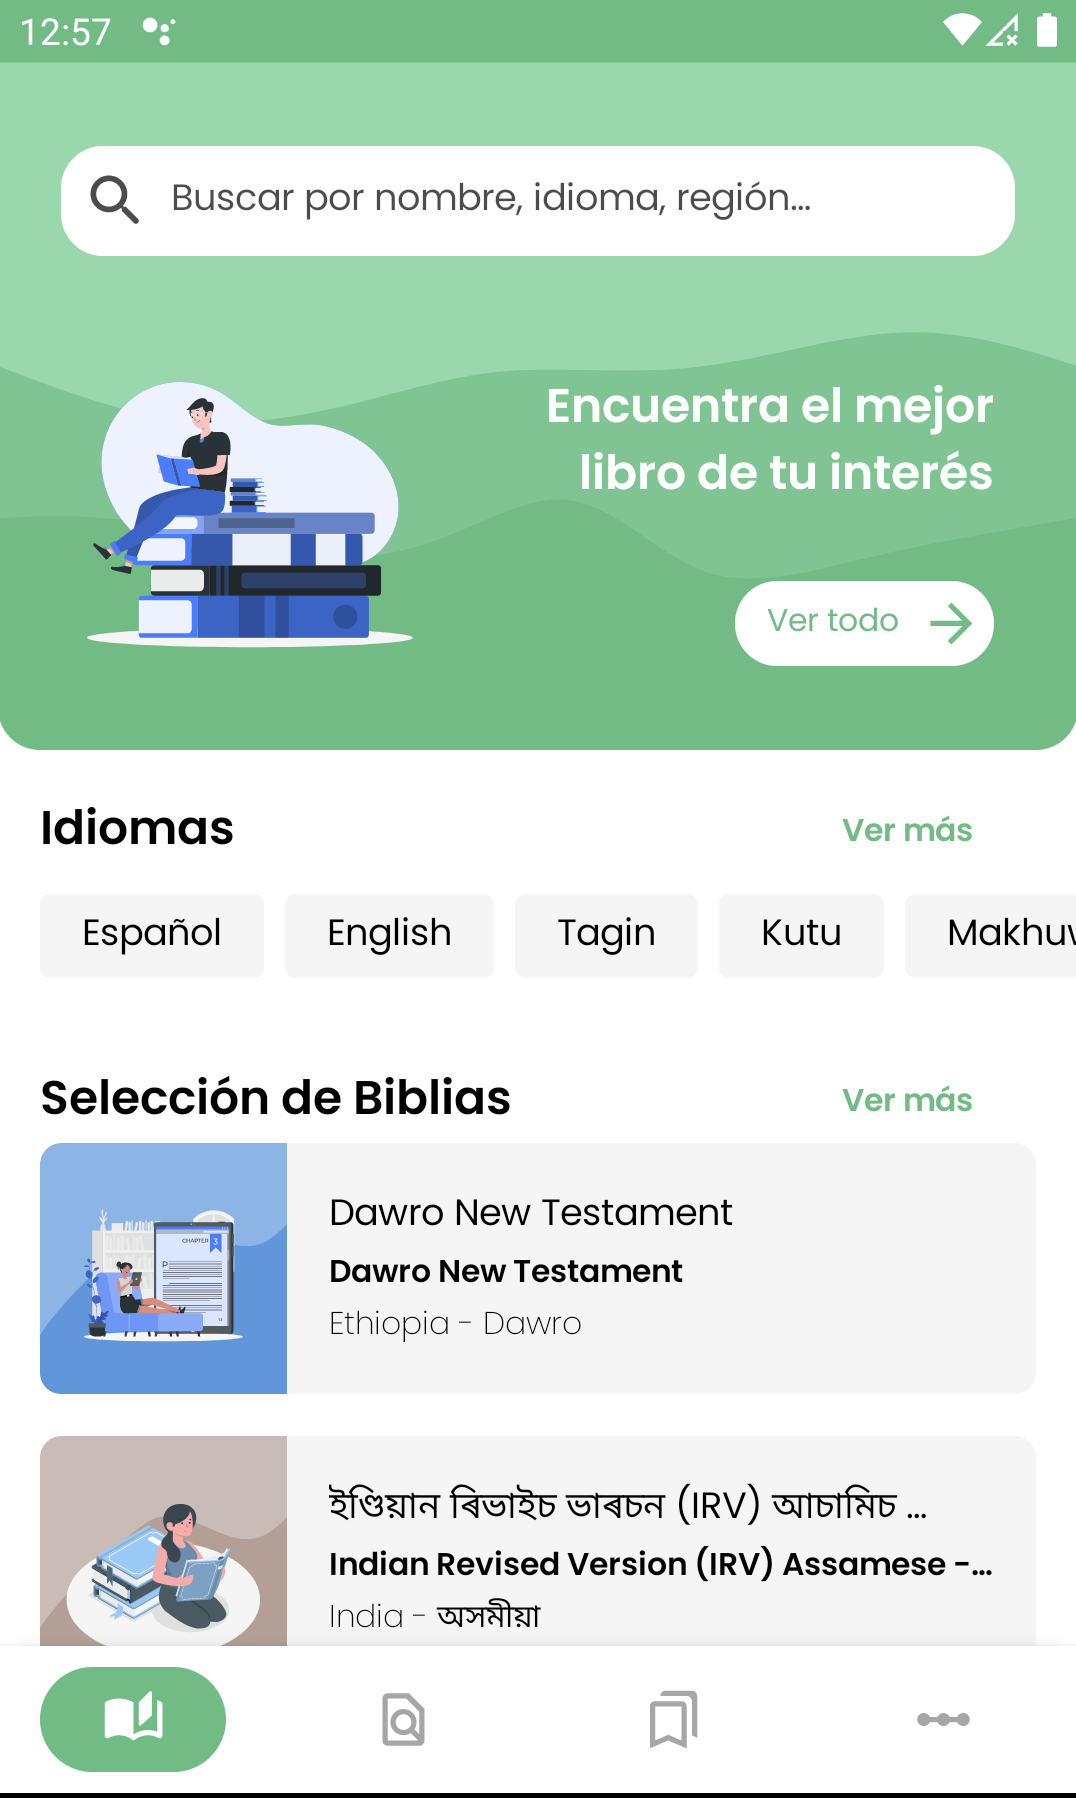 12:57
Buscar por nombre, idioma, región...
Encuentra el mejor
libro de tu interés
Ver todo
Idiomas
Ver más
Español
English
Tagin
Kutu
Selección de Biblias
Ver más
CHAPTER 3
Dawro New Testament
Dawro New Testament
Ethiopia - Dawro
ইণ্ডিয়ান ৰিভাইচ ভাৰচন (IRV) আচামিচ ...
Indian Revised Version (IRV) Assamese -...
India - অসমীয়া